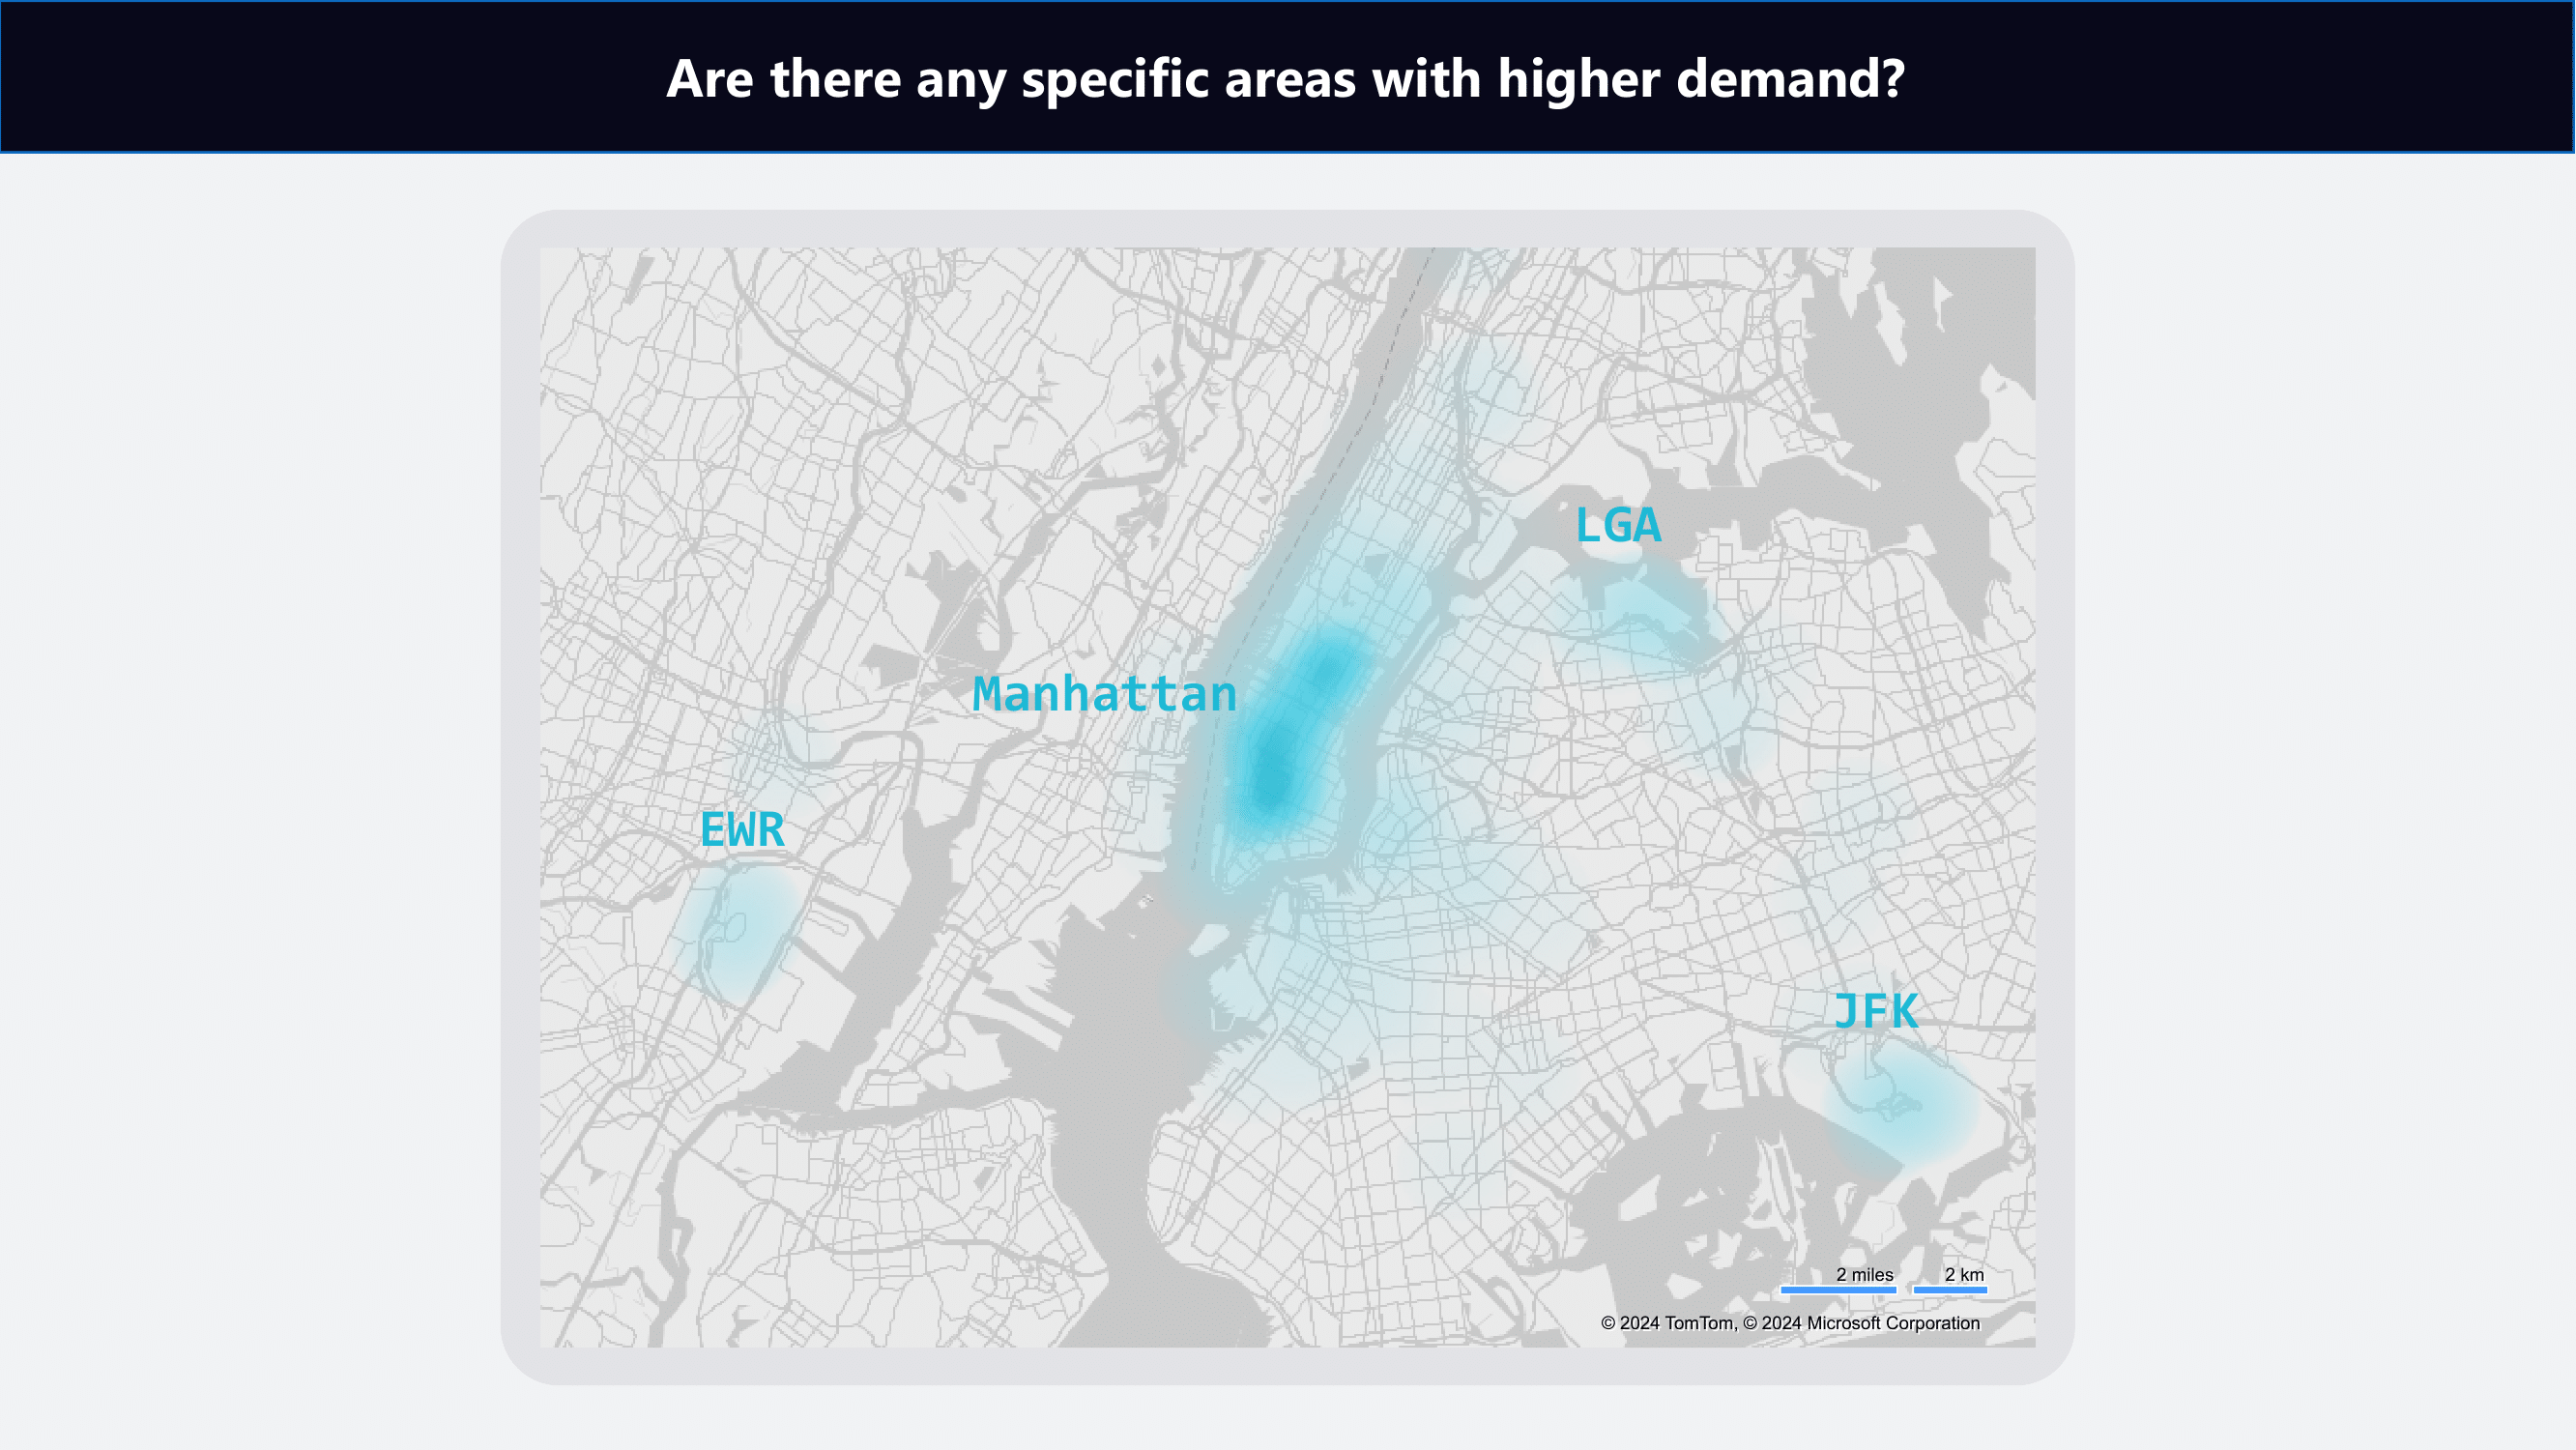 Are there any specific areas with higher demand?
LGA
Manhattan
EWR
JFK
2 miles 2 km
© 2024 TomTom, © 2024 Microsoft Corporation